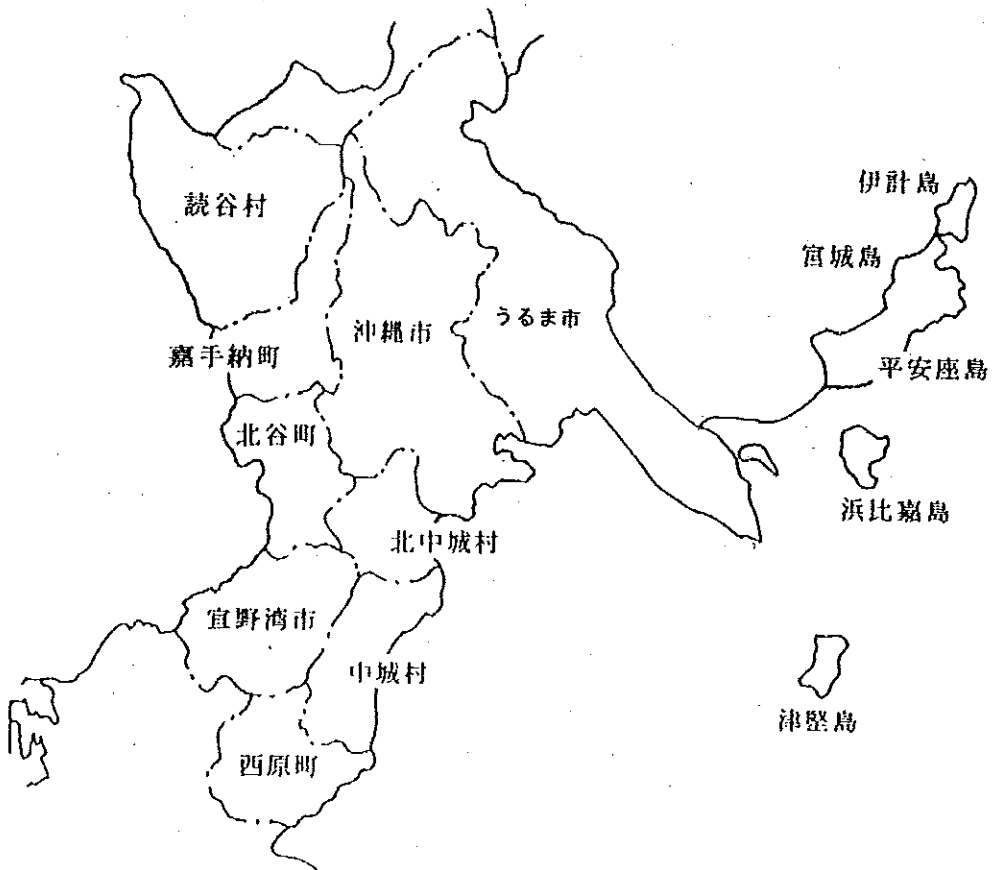 伊計島
読谷村
宮城島
うるま市
沖縄市
嘉手納町
平安座島
北谷町
浜比嘉島
北中城村
宜野湾市
中城村
津堅島
西原町